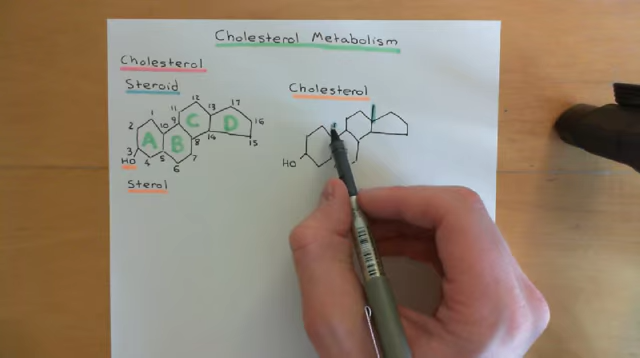 Cholesterol Metabolism
Cholesterol
Steroid
12
11 13 17
1 9 16
2 10 C D
A B 14 15
3 8
HO 4 5 7
6
Sterol
Cholesterol
HO